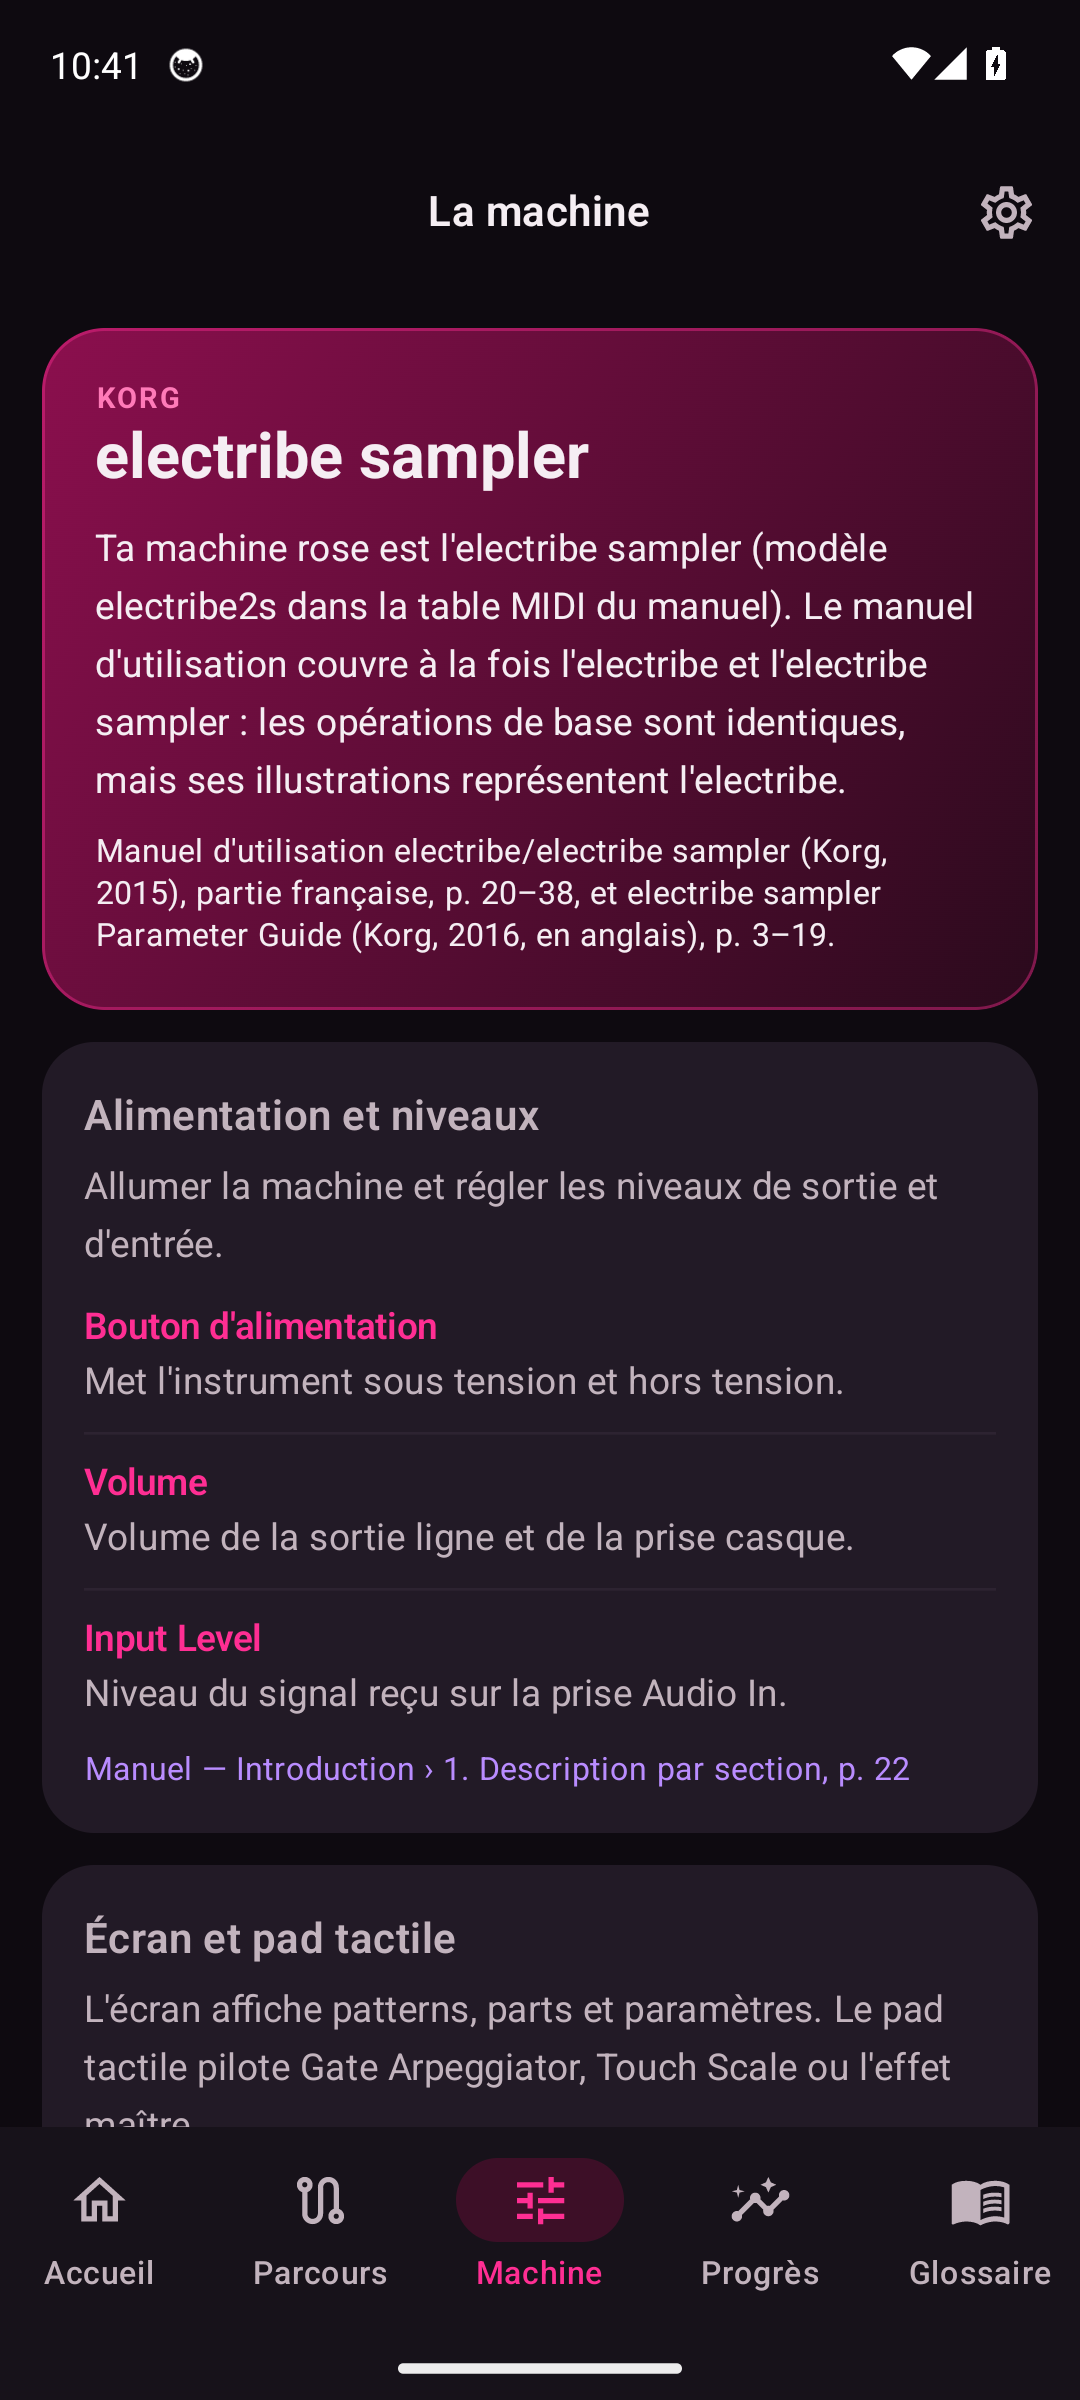 10:41
La machine
KORG
electribe sampler
Ta machine rose est l'electribe sampler (modèle
electribe2s dans la table MIDI du manuel). Le manuel
d'utilisation couvre à la fois l'electribe et l'electribe
sampler : les opérations de base sont identiques,
mais ses illustrations représentent l'electribe.
Manuel d'utilisation electribe/electribe sampler (Korg,
2015), partie française, p. 20–38, et electribe sampler
Parameter Guide (Korg, 2016, en anglais), p. 3–19.
Alimentation et niveaux
Allumer la machine et régler les niveaux de sortie et
d'entrée.
Bouton d'alimentation
Met l'instrument sous tension et hors tension.
Volume
Volume de la sortie ligne et de la prise casque.
Input Level
Niveau du signal reçu sur la prise Audio In.
Manuel — Introduction › 1. Description par section, p. 22
Écran et pad tactile
L'écran affiche patterns, parts et paramètres. Le pad
tactile pilote Gate Arpeggiator, Touch Scale ou l'effet
maître
Accueil
Parcours
Machine
Progrès
Glossaire